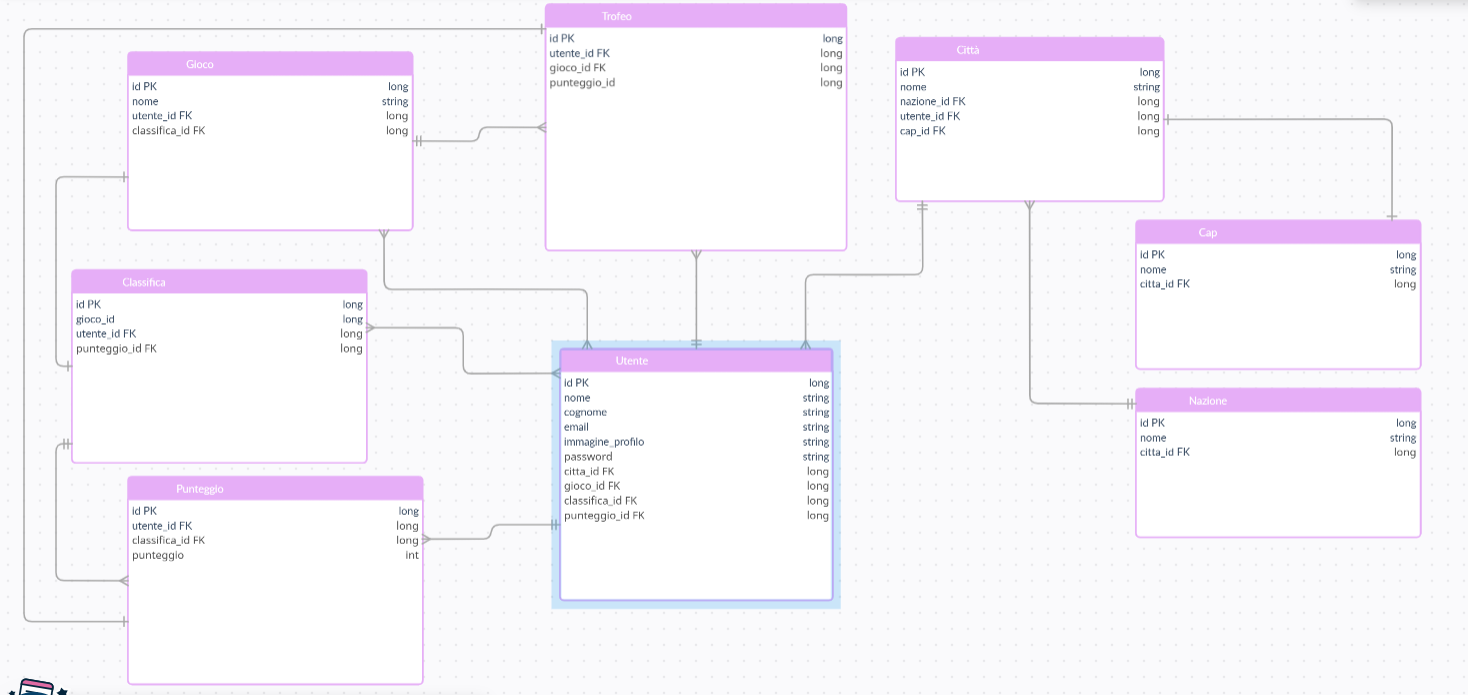 Trofeo
id PK long
utente_id FK long
gioco_id FK long
punteggio_id long
Gioco
id PK long
nome string
utente_id FK long
classifica_id FK long
Città
id PK long
nome string
nazione_id FK long
utente_id FK long
cap_id FK long
Cap
id PK long
nome string
citta_id FK long
Classifica
id PK long
gioco_id long
utente_id FK long
punteggio_id FK long
Utente
id PK long
nome string
cognome string
email string
immagine_profilo string
password string
citta_id FK long
gioco_id FK long
classifica_id FK long
punteggio_id FK long
Nazione
id PK long
nome string
citta_id FK long
Punteggio
id PK long
utente_id FK long
classifica_id FK long
punteggio int